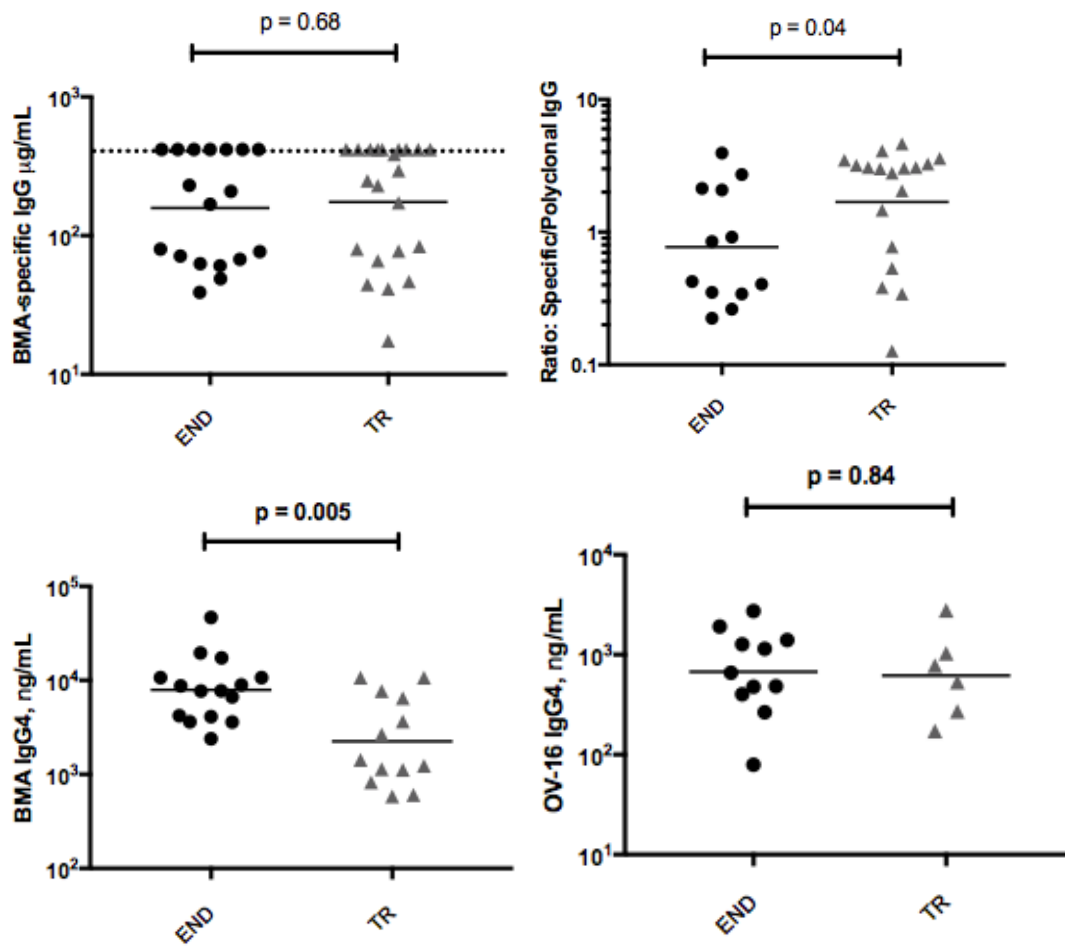 p = 0.68
BMA-specific IgG µg/mL
10³
10²
10¹
END
TR
p = 0.04
Ratio: Specific/Polyclonal IgG
10
1
0.1
END
TR
p = 0.005
BMA IgG4, ng/mL
10⁵
10⁴
10³
10²
END
TR
p = 0.84
OV-16 IgG4, ng/mL
10⁴
10³
10²
10¹
END
TR